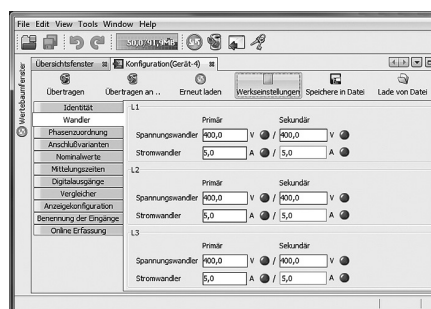 File Edit View Tools Window Help
50,0/91,9MB
Wertebaumfenster
Übersichtsfenster Konfiguration(Gerät-4)
Übertragen Übertragen an .. Erneut laden Werkseinstellungen Speichere in Datei Lade von Datei
Identität
Wandler
Phasenzuordnung
Anschlußvarianten
Nominalwerte
Mittelungszeiten
Digitalausgänge
Vergleicher
Anzeigekonfiguration
Benennung der Eingänge
Online Erfassung
L1
Primär Sekundär
Spannungswandler 400,0 V / 400,0 V
Stromwandler 5,0 A / 5,0 A
L2
Primär Sekundär
Spannungswandler 400,0 V / 400,0 V
Stromwandler 5,0 A / 5,0 A
L3
Primär Sekundär
Spannungswandler 400,0 V / 400,0 V
Stromwandler 5,0 A / 5,0 A